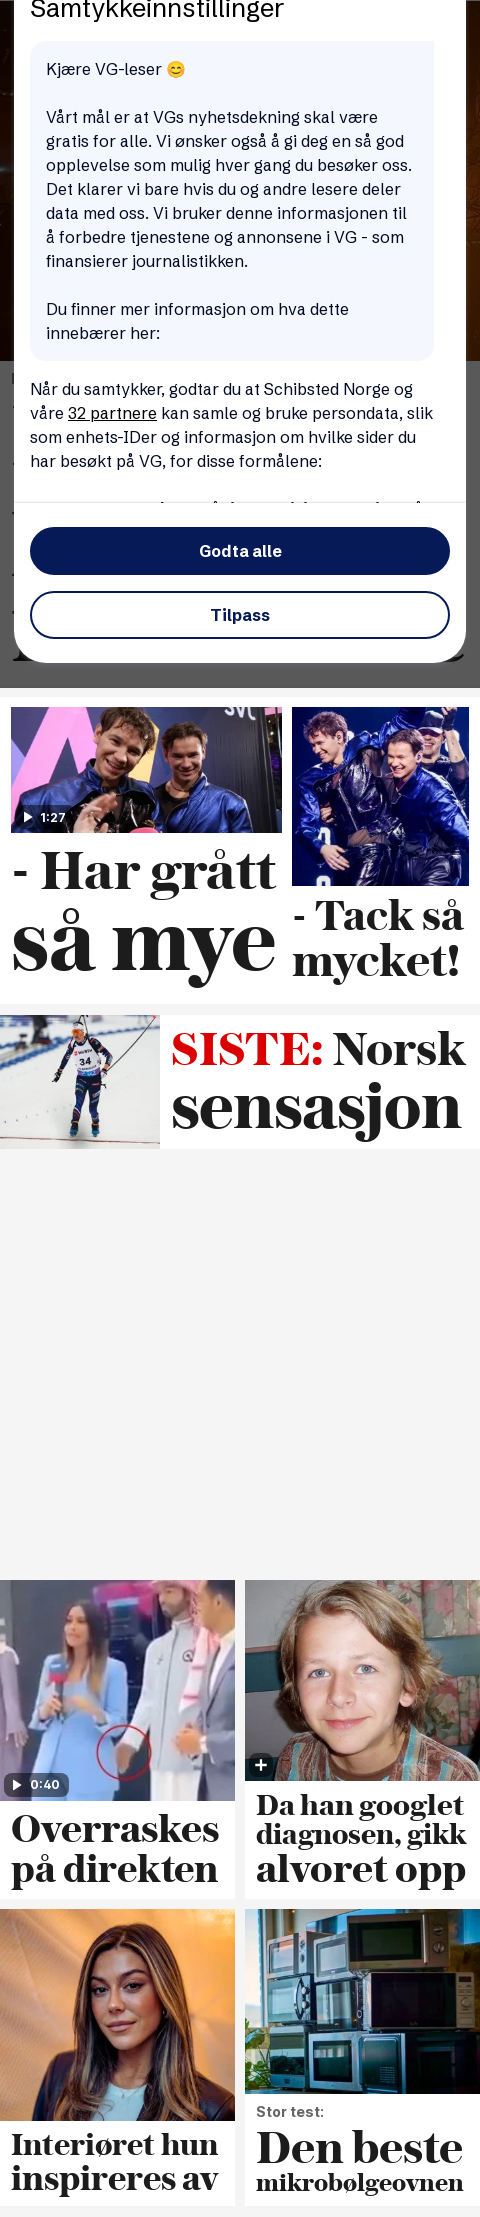 Samtykkeinnstillinger
Kjære VG-leser 😊
Vårt mål er at VGs nyhetsdekning skal være
gratis for alle. Vi ønsker også å gi deg en så god
opplevelse som mulig hver gang du besøker oss.
Det klarer vi bare hvis du og andre lesere deler
data med oss. Vi bruker denne informasjonen til
å forbedre tjenestene og annonsene i VG - som
finansierer journalistikken.
Du finner mer informasjon om hva dette
innebærer her:
Når du samtykker, godtar du at Schibsted Norge og
våre 32 partnere kan samle og bruke persondata, slik
som enhets-IDer og informasjon om hvilke sider du
har besøkt på VG, for disse formålene:
Godta alle
Tilpass
1:27
- Har grått
så mye
- Tack så
mycket!
34
SISTE: Norsk
sensasjon
0:40
Overraskes
på direkten
Da han googlet
diagnosen, gikk
alvoret opp
Interiøret hun
inspireres av
Stor test:
Den beste
mikrobølgeovnen